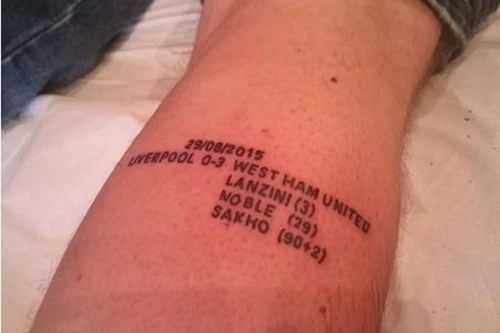 29/08/2015
LIVERPOOL 0-3 WEST HAM UNITED
LANZINI (3)
NOBLE (29)
SAKHO (90+2)